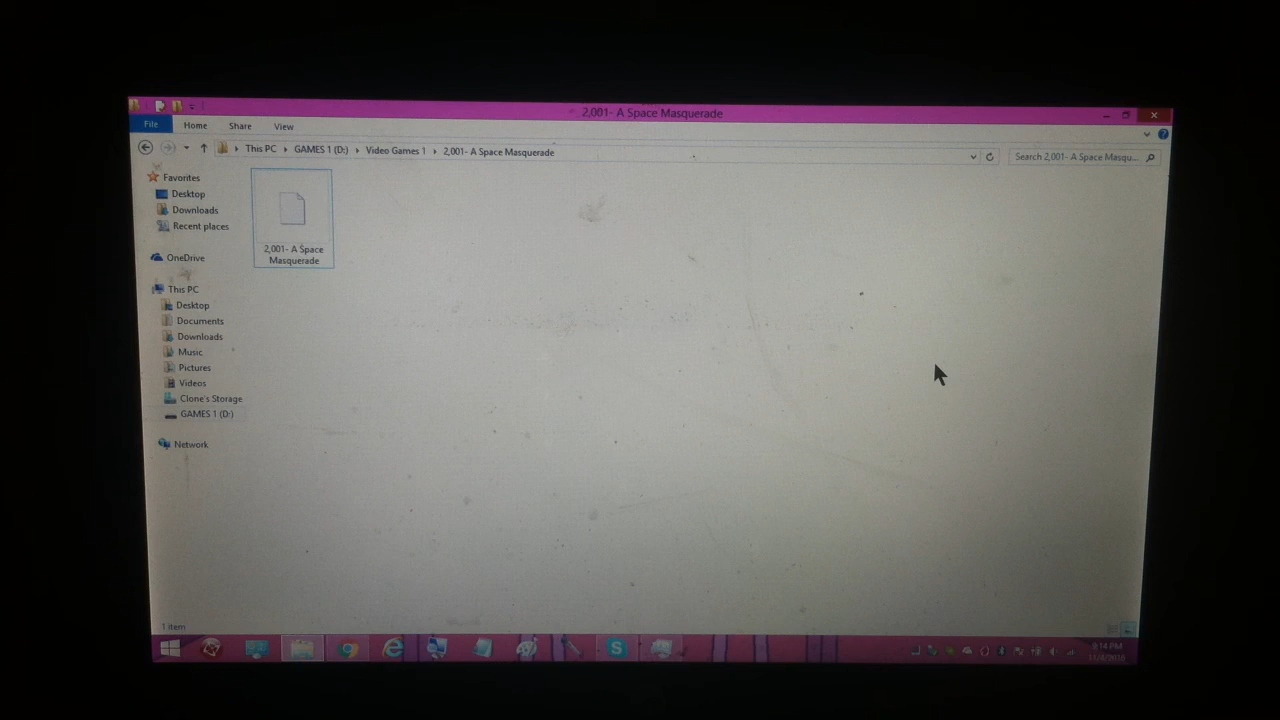 2,001- A Space Masquerade
File Home Share View
This PC GAMES 1 (D:) Video Games 1 2,001- A Space Masquerade
Search 2,001- A Space Masqu...
Favorites
Desktop
Downloads
Recent places
OneDrive
This PC
Desktop
Documents
Downloads
Music
Pictures
Videos
Clone's Storage
GAMES 1 (D:)
Network
2,001- A Space
Masquerade
1 item